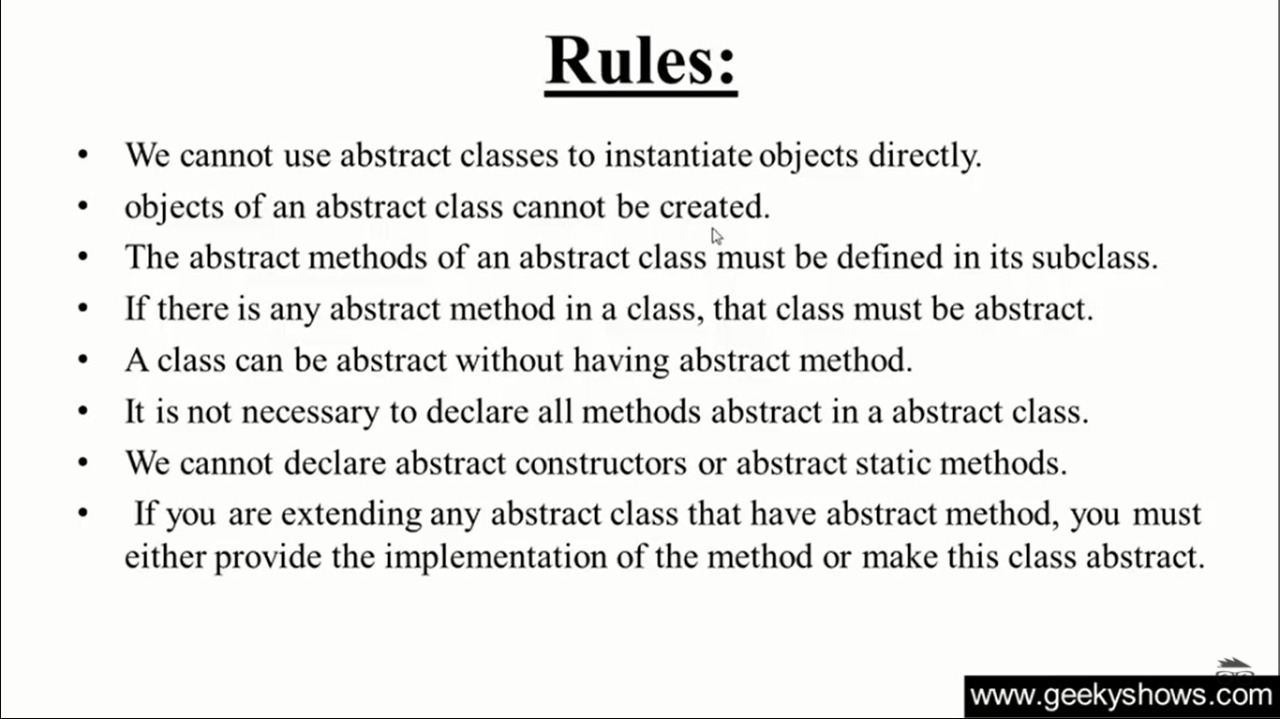 Rules:
• We cannot use abstract classes to instantiate objects directly.
• objects of an abstract class cannot be created.
• The abstract methods of an abstract class must be defined in its subclass.
• If there is any abstract method in a class, that class must be abstract.
• A class can be abstract without having abstract method.
• It is not necessary to declare all methods abstract in a abstract class.
• We cannot declare abstract constructors or abstract static methods.
• If you are extending any abstract class that have abstract method, you must
either provide the implementation of the method or make this class abstract.
www.geekyshows.com